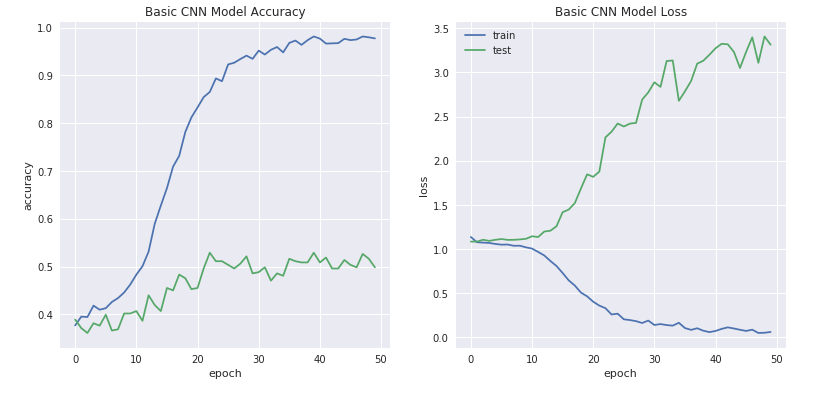 Basic CNN Model Accuracy
1.0
0.9
0.8
0.7
0.6
0.5
0.4
accuracy
0 10 20 30 40 50
epoch
Basic CNN Model Loss
train
test
3.5
3.0
2.5
2.0
1.5
1.0
0.5
0.0
loss
0 10 20 30 40 50
epoch